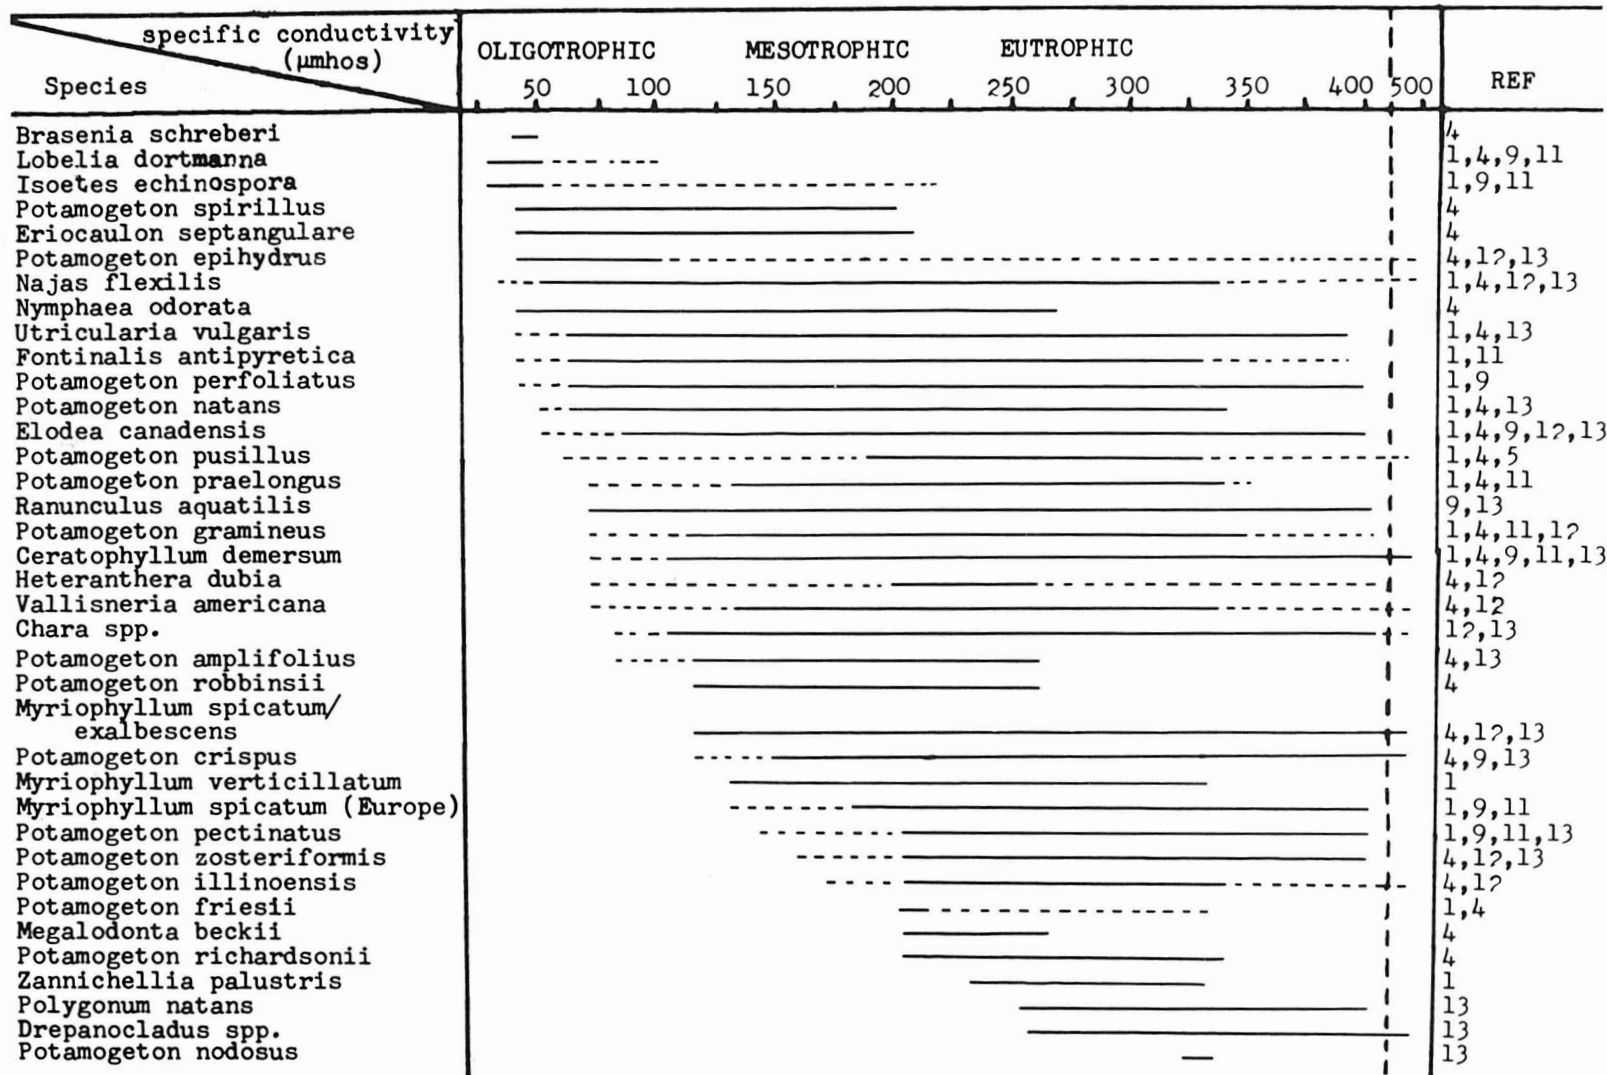 specific conductivity
(µmhos)
Species
OLIGOTROPHIC MESOTROPHIC EUTROPHIC
50 100 150 200 250 300 350 400 500
REF
Brasenia schreberi 4
Lobelia dortmanna 1,4,9,11
Isoetes echinospora 1,9,11
Potamogeton spirillus 4
Eriocaulon septangulare 4
Potamogeton epihydrus 4,12,13
Najas flexilis 1,4,12,13
Nymphaea odorata 4
Utricularia vulgaris 1,4,13
Fontinalis antipyretica 1,11
Potamogeton perfoliatus 1,9
Potamogeton natans 1,4,13
Elodea canadensis 1,4,9,12,13
Potamogeton pusillus 1,4,5
Potamogeton praelongus 1,4,11
Ranunculus aquatilis 9,13
Potamogeton gramineus 1,4,11,12
Ceratophyllum demersum 1,4,9,11,13
Heteranthera dubia 4,12
Vallisneria americana 4,12
Chara spp. 12,13
Potamogeton amplifolius 4,13
Potamogeton robbinsii 4
Myriophyllum spicatum/
exalbescens 4,12,13
Potamogeton crispus 4,9,13
Myriophyllum verticillatum 1
Myriophyllum spicatum (Europe) 1,9,11
Potamogeton pectinatus 1,9,11,13
Potamogeton zosteriformis 4,12,13
Potamogeton illinoensis 4,12
Potamogeton friesii 1,4
Megalodonta beckii 4
Potamogeton richardsonii 4
Zannichellia palustris 1
Polygonum natans 13
Drepanocladus spp. 13
Potamogeton nodosus 13